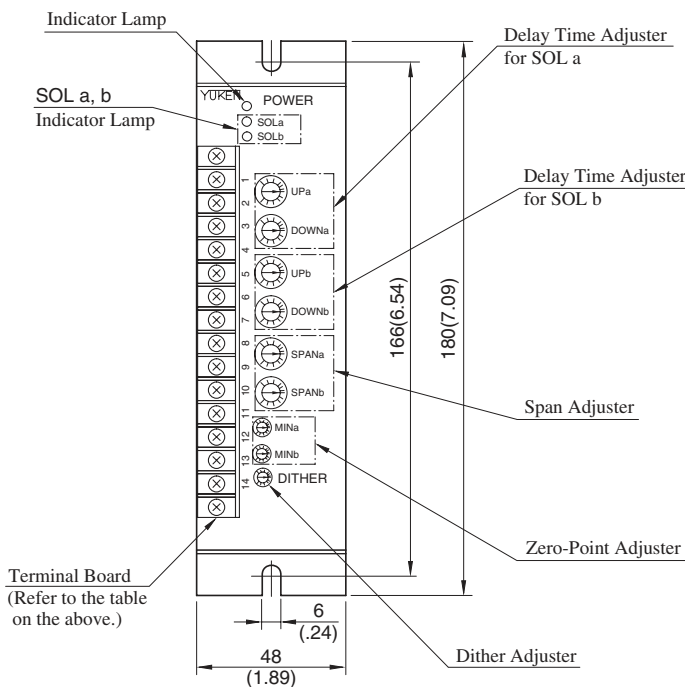 Indicator Lamp
Delay Time Adjuster
for SOL a
SOL a, b
Indicator Lamp
YUKEN
POWER
SOLa
SOLb
1
2
3
4
5
6
7
8
9
10
11
12
13
14
UPa
DOWNa
UPb
DOWNb
SPANa
SPANb
MINa
MINb
DITHER
Delay Time Adjuster
for SOL b
166(6.54)
180(7.09)
Span Adjuster
Zero-Point Adjuster
Terminal Board
(Refer to the table
on the above.)
6
(.24)
48
(1.89)
Dither Adjuster